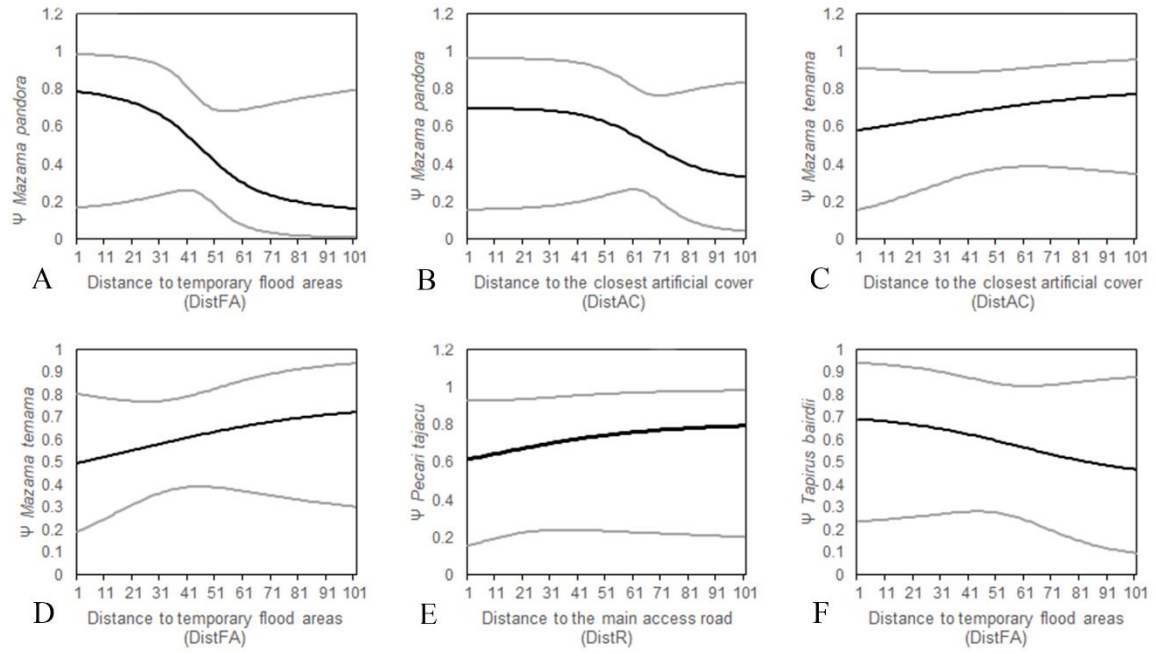 1.2
1
0.8
0.6
0.4
0.2
0
Ψ Mazama pandora
1 11 21 31 41 51 61 71 81 91 101
A
Distance to temporary flood areas
(DistFA)
1.2
1
0.8
0.6
0.4
0.2
0
Ψ Mazama pandora
1 11 21 31 41 51 61 71 81 91 101
B
Distance to the closest artificial cover
(DistAC)
1.2
1
0.8
0.6
0.4
0.2
0
Ψ Mazama temama
1 11 21 31 41 51 61 71 81 91 101
C
Distance to the closest artificial cover
(DistAC)
1
0.9
0.8
0.7
0.6
0.5
0.4
0.3
0.2
0.1
0
Ψ Mazama temama
1 11 21 31 41 51 61 71 81 91 101
D
Distance to temporary flood areas
(DistFA)
1.2
1
0.8
0.6
0.4
0.2
0
Ψ Pecari tajacu
1 11 21 31 41 51 61 71 81 91 101
E
Distance to the main access road
(DistR)
1
0.9
0.8
0.7
0.6
0.5
0.4
0.3
0.2
0.1
0
Ψ Tapirus bairdii
1 11 21 31 41 51 61 71 81 91 101
F
Distance to temporary flood areas
(DistFA)